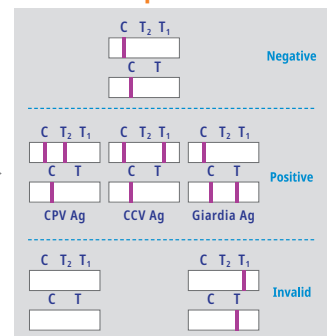 C T₂ T₁
C T
Negative
C T₂ T₁ C T₂ T₁ C T₂ T₁
C T C T C T
Positive
CPV Ag CCV Ag Giardia Ag
C T₂ T₁ C T₂ T₁
Invalid
C T C T